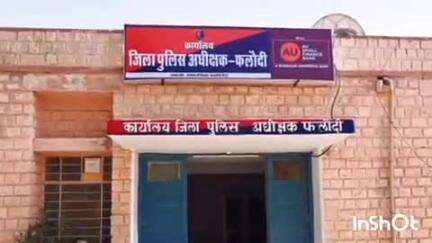 कार्यालय
जिला पुलिस अधीक्षक-फलोदी
AU SMALL FINANCE BANK
कार्यालय जिला पुलिस अधीक्षक फलोदी
InShOt